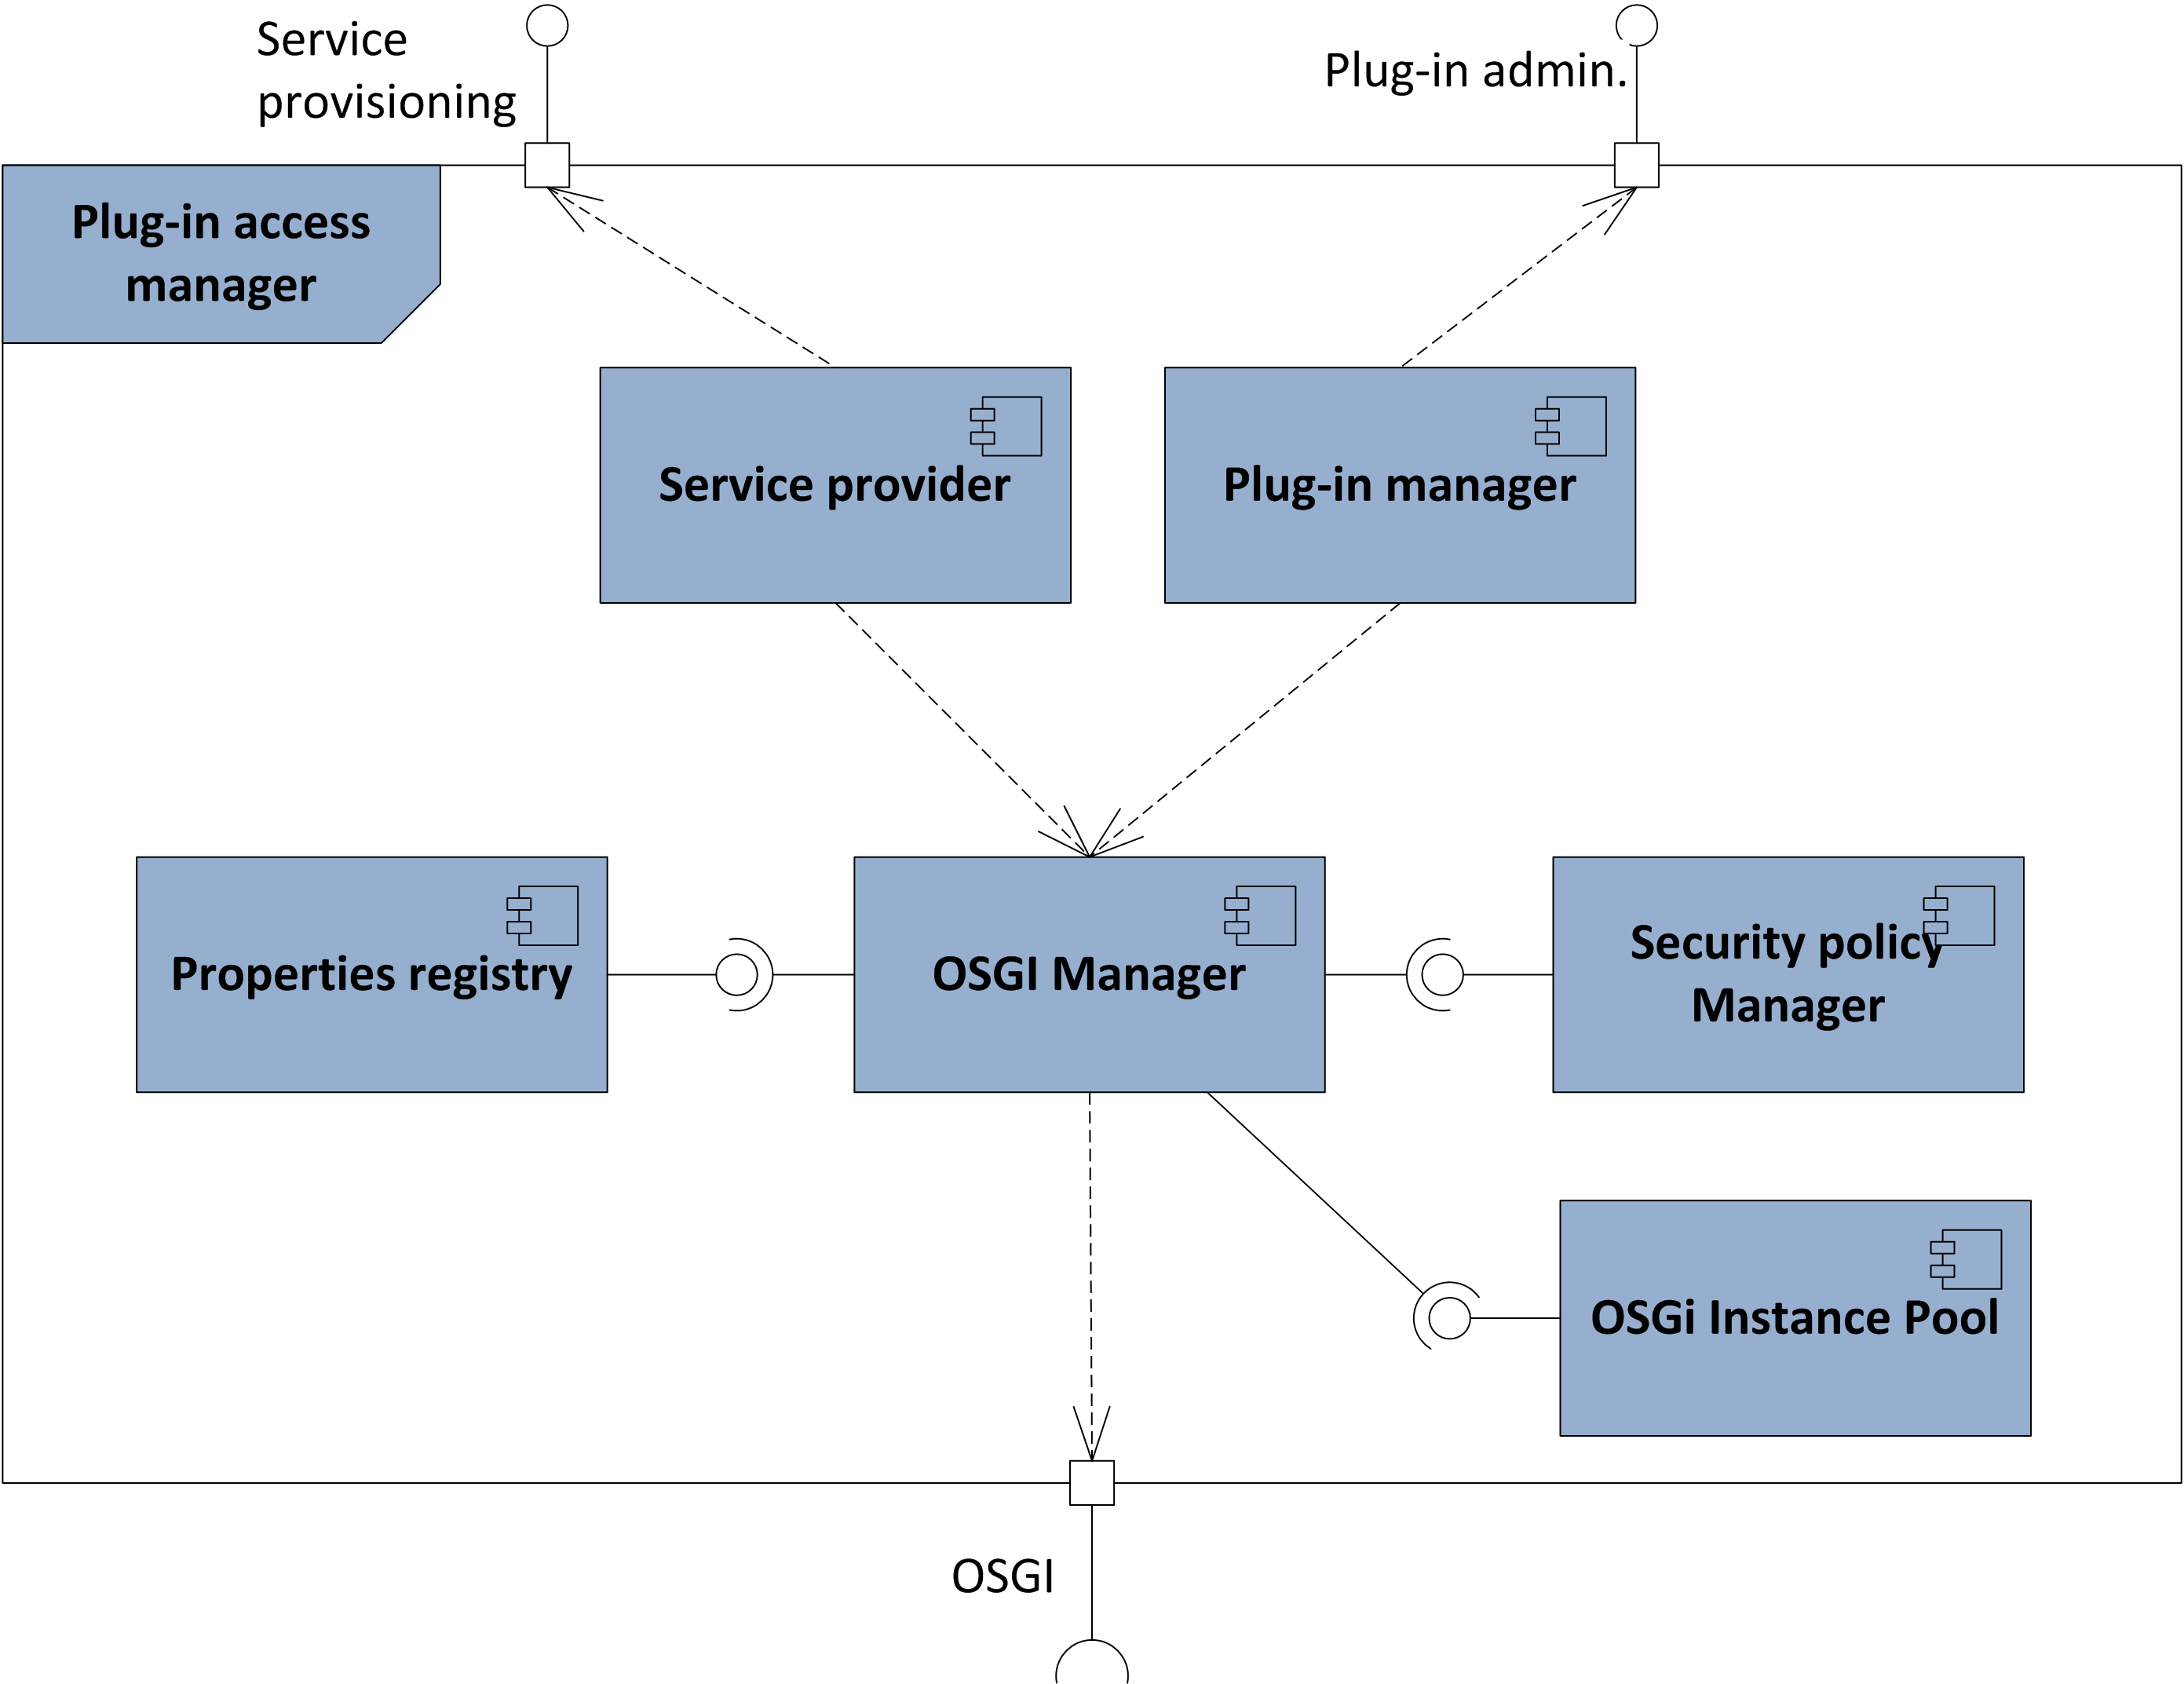 Service
provisioning
Plug-in admin.
Plug-in access
manager
Service provider
Plug-in manager
Properties registry
OSGI Manager
Security policy
Manager
OSGi Instance Pool
OSGI